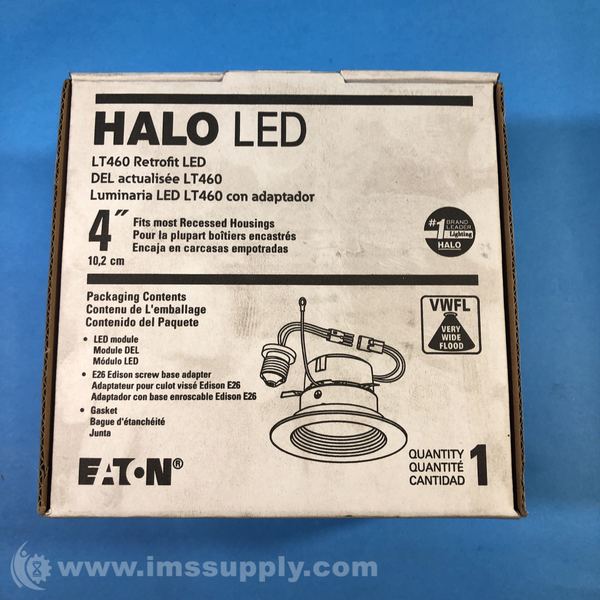 HALO LED
LT460 Retrofit LED
DEL actualisée LT460
Luminaria LED LT460 con adaptador
4"
10,2 cm
Fits most Recessed Housings
Pour la plupart boîtiers encastrés
Encaja en carcasas empotradas
#1 BRAND LEADER
Lighting
HALO
Packaging Contents
Contenu de L'emballage
Contenido del Paquete
• LED module
Module DEL
Módulo LED
• E26 Edison screw base adapter
Adaptateur pour culot vissé Edison E26
Adaptador con base enroscable Edison E26
• Gasket
Bague d'étanchéité
Junta
VWFL
VERY
WIDE
FLOOD
EATON®
QUANTITY
QUANTITÉ
CANTIDAD
1
www.imssupply.com